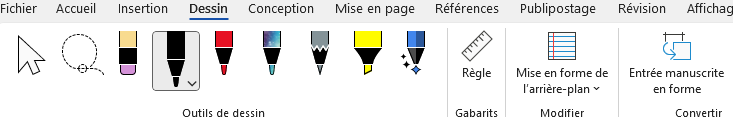 Fichier Accueil Insertion Dessin Conception Mise en page Références Publipostage Révision Affichag
Règle Mise en forme de Entrée manuscrite
l'arrière-plan en forme
Outils de dessin Gabarits Modifier Convertir